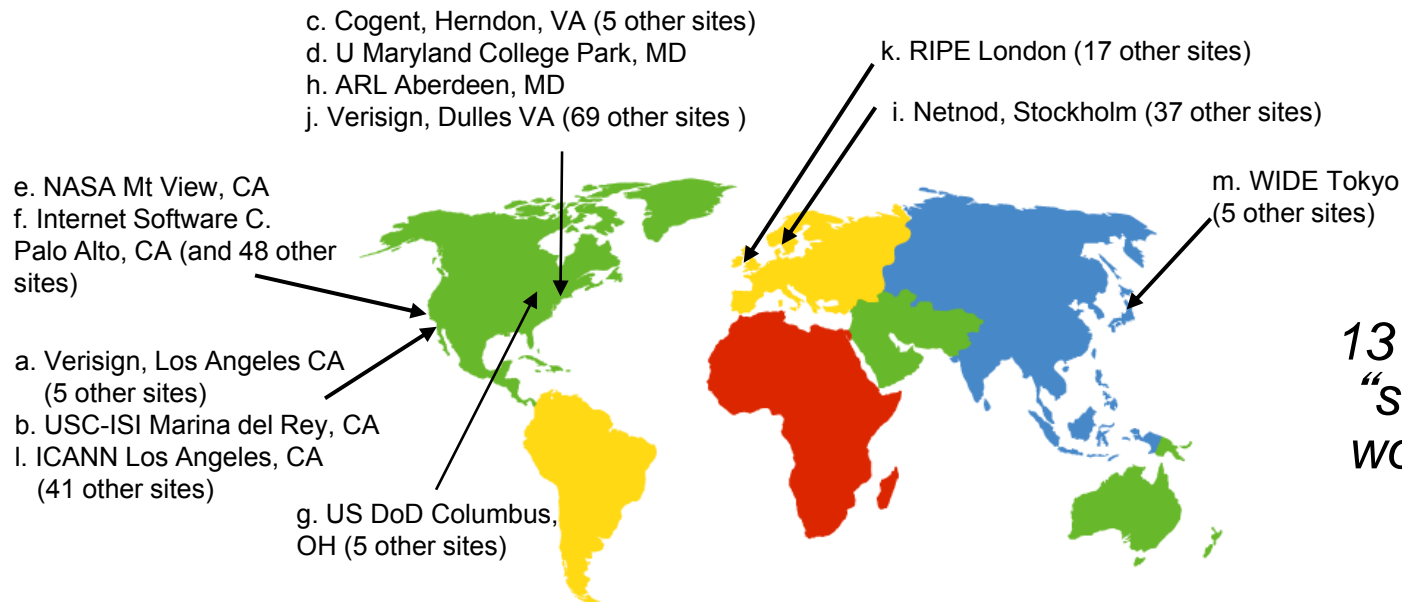 c. Cogent, Herndon, VA (5 other sites)
d. U Maryland College Park, MD
h. ARL Aberdeen, MD
j. Verisign, Dulles VA (69 other sites )
k. RIPE London (17 other sites)
i. Netnod, Stockholm (37 other sites)
m. WIDE Tokyo
(5 other sites)
e. NASA Mt View, CA
f. Internet Software C.
Palo Alto, CA (and 48 other
sites)
a. Verisign, Los Angeles CA
(5 other sites)
b. USC-ISI Marina del Rey, CA
l. ICANN Los Angeles, CA
(41 other sites)
g. US DoD Columbus,
OH (5 other sites)
13